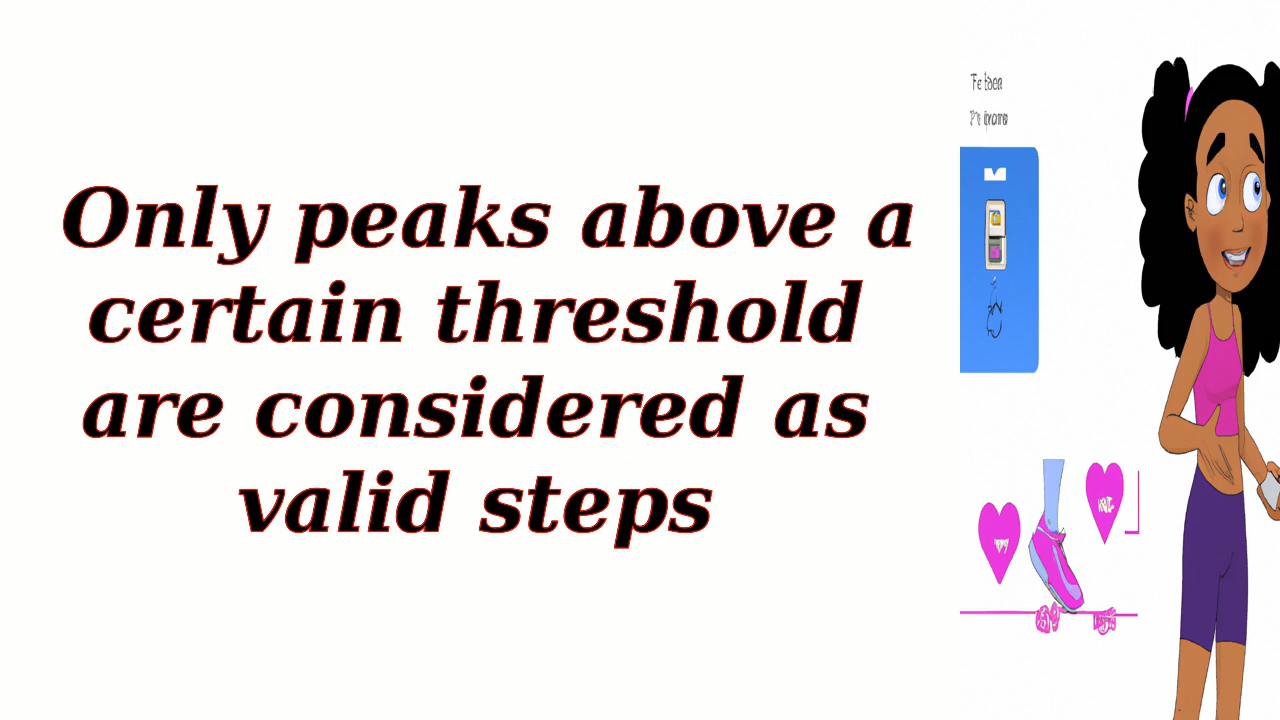 Only peaks above a
certain threshold
are considered as
valid steps